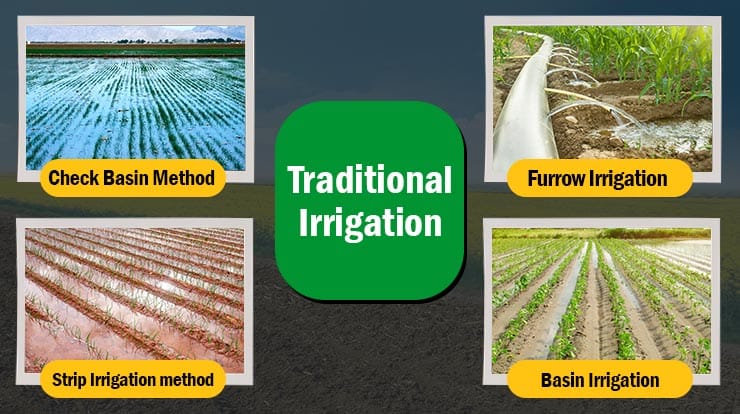 Check Basin Method
Furrow Irrigation
Traditional
Irrigation
Strip Irrigation method
Basin Irrigation